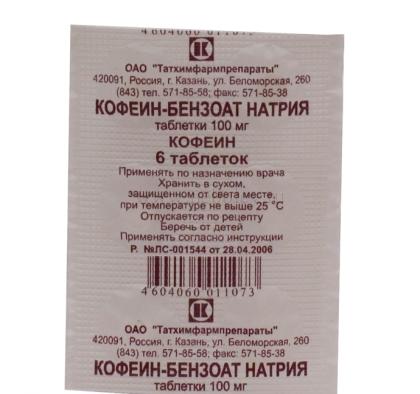 4604060011073
ОАО "Татхимфармпрепараты"
420091, Россия, г. Казань, ул. Беломорская, 260
(843) тел. 571-85-58; факс: 571-85-38
КОФЕИН-БЕНЗОАТ НАТРИЯ
таблетки 100 мг
КОФЕИН
6 таблеток
Применять по назначению врача
Хранить в сухом,
защищенном от света месте,
при температуре не выше 25 °С
Отпускается по рецепту
Беречь от детей
Применять согласно инструкции
Р. №ЛС-001544 от 28.04.2006
4604060011073
ОАО "Татхимфармпрепараты"
420091, Россия, г. Казань, ул. Беломорская, 260
(843) тел. 571-85-58; факс: 571-85-38
КОФЕИН-БЕНЗОАТ НАТРИЯ
таблетки 100 мг